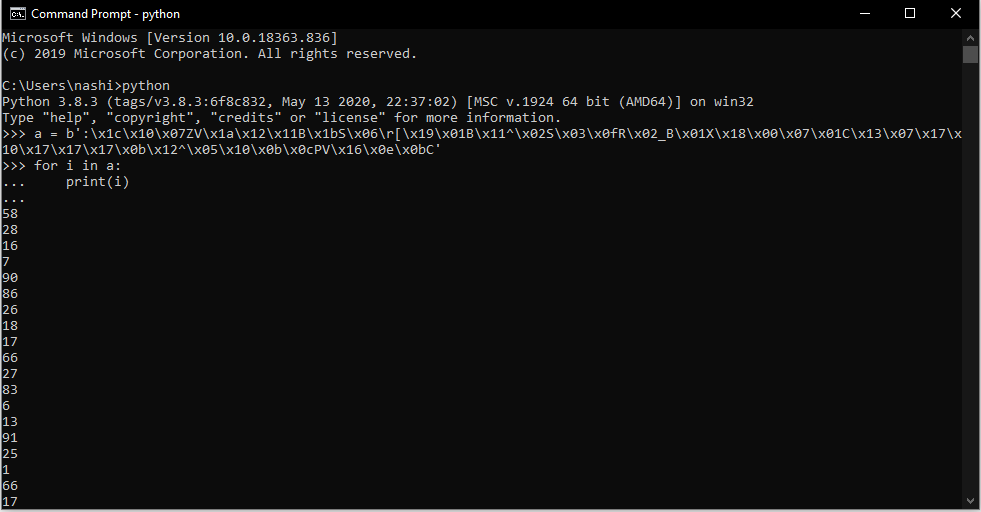 Command Prompt - python
Microsoft Windows [Version 10.0.18363.836]
(c) 2019 Microsoft Corporation. All rights reserved.
C:\Users\nashi>python
Python 3.8.3 (tags/v3.8.3:6f8c832, May 13 2020, 22:37:02) [MSC v.1924 64 bit (AMD64)] on win32
Type "help", "copyright", "credits" or "license" for more information.
>>> a = b':\x1c\x10\x07ZV\x1a\x12\x11B\x1bS\x06\r[\x19\x01B\x11^\x02S\x03\x0fR\x02_B\x01X\x18\x00\x07\x01C\x13\x07\x17\x
10\x17\x17\x17\x0b\x12^\x05\x10\x0b\x0cPV\x16\x0e\x0bC'
>>> for i in a:
...     print(i)
...
58
28
16
7
90
86
26
18
17
66
27
83
6
13
91
25
1
66
17